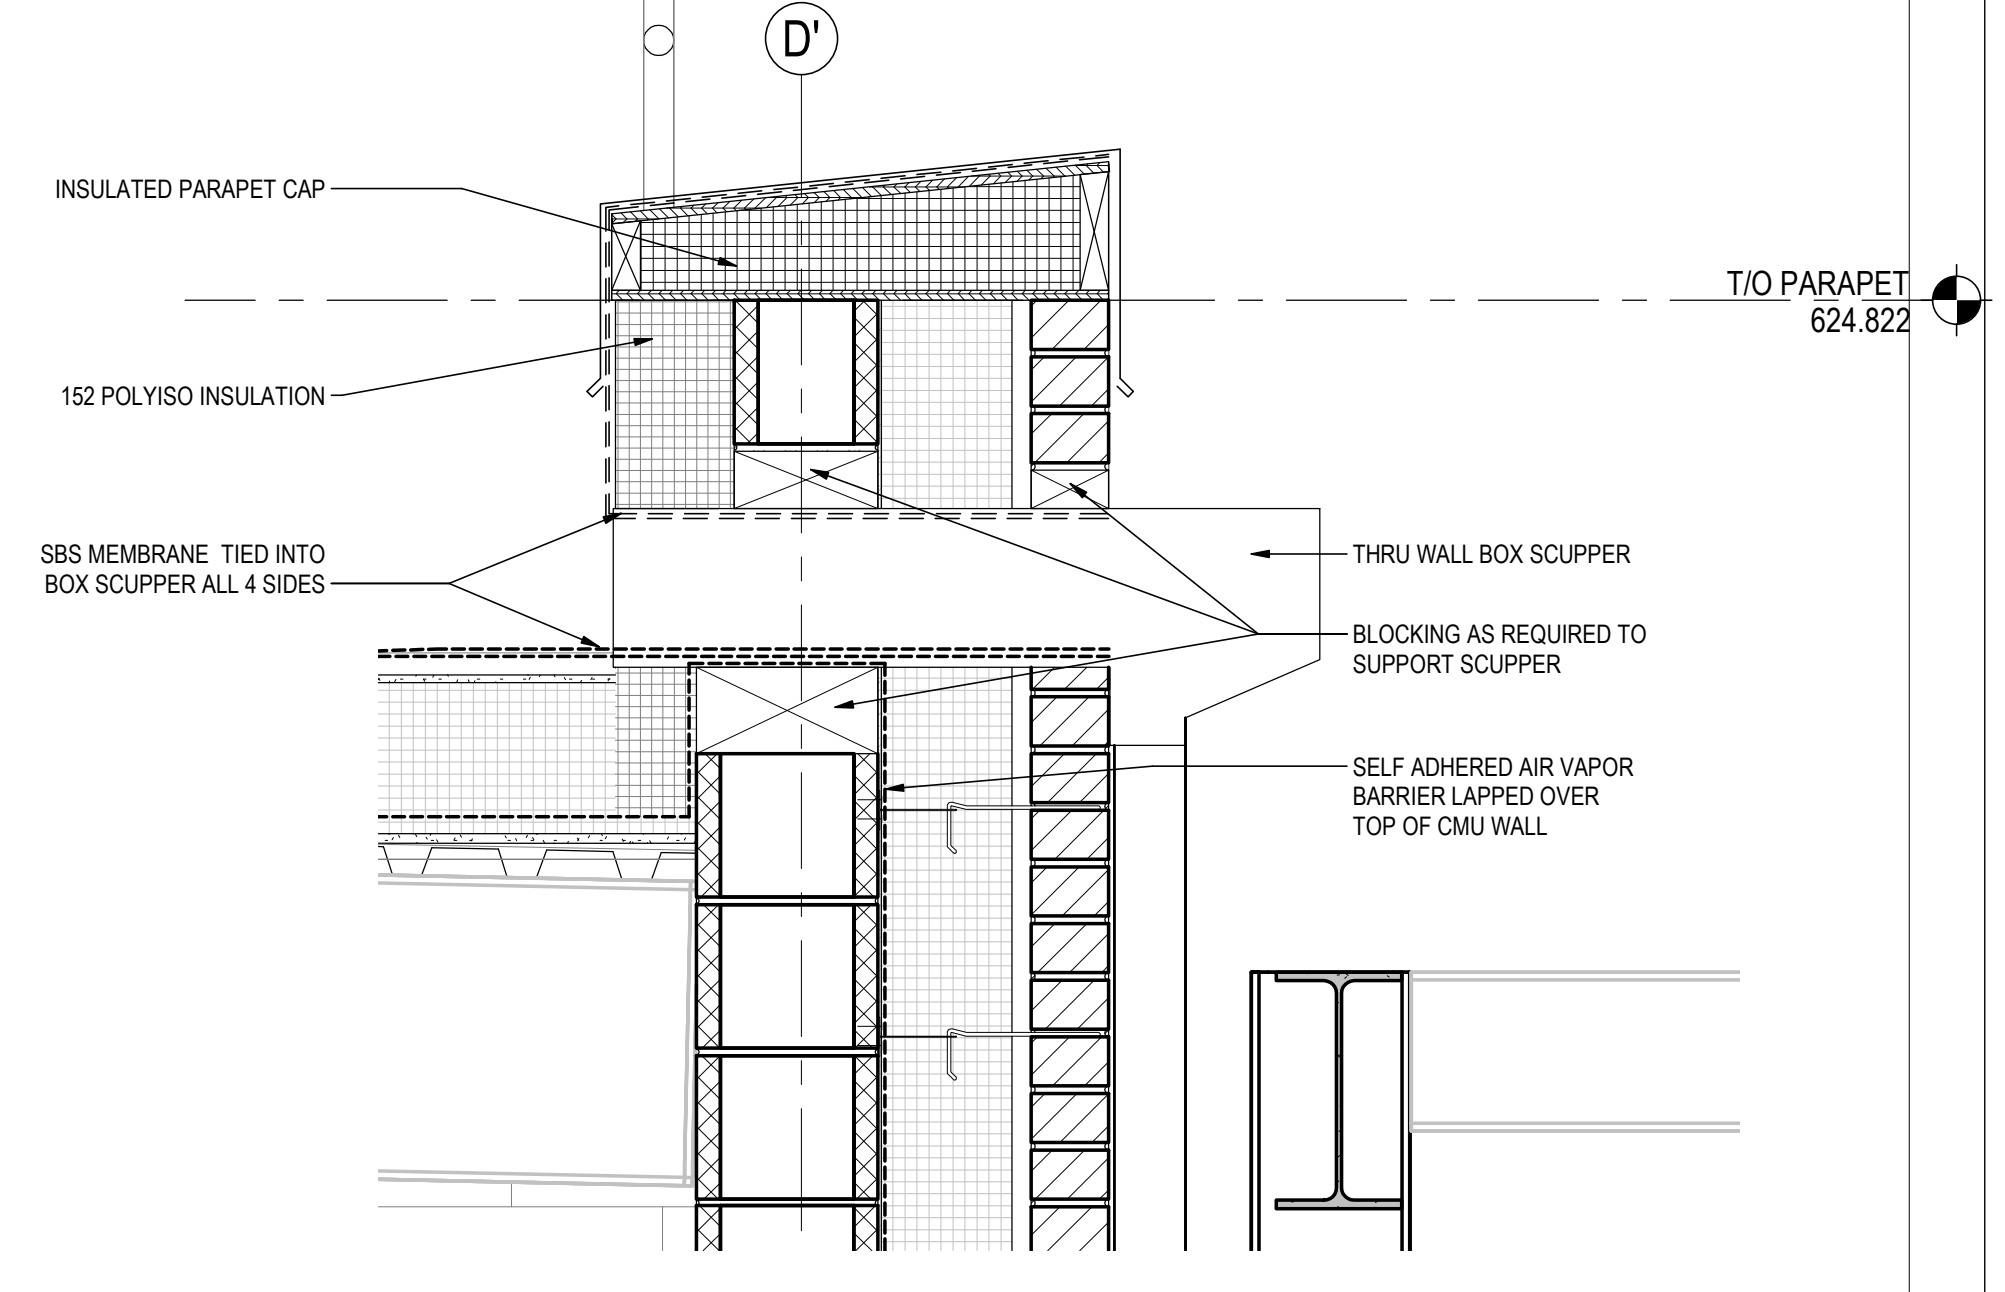 D'
INSULATED PARAPET CAP
T/O PARAPET
624.822
152 POLYISO INSULATION
SBS MEMBRANE TIED INTO
BOX SCUPPER ALL 4 SIDES
THRU WALL BOX SCUPPER
BLOCKING AS REQUIRED TO
SUPPORT SCUPPER
SELF ADHERED AIR VAPOR
BARRIER LAPPED OVER
TOP OF CMU WALL